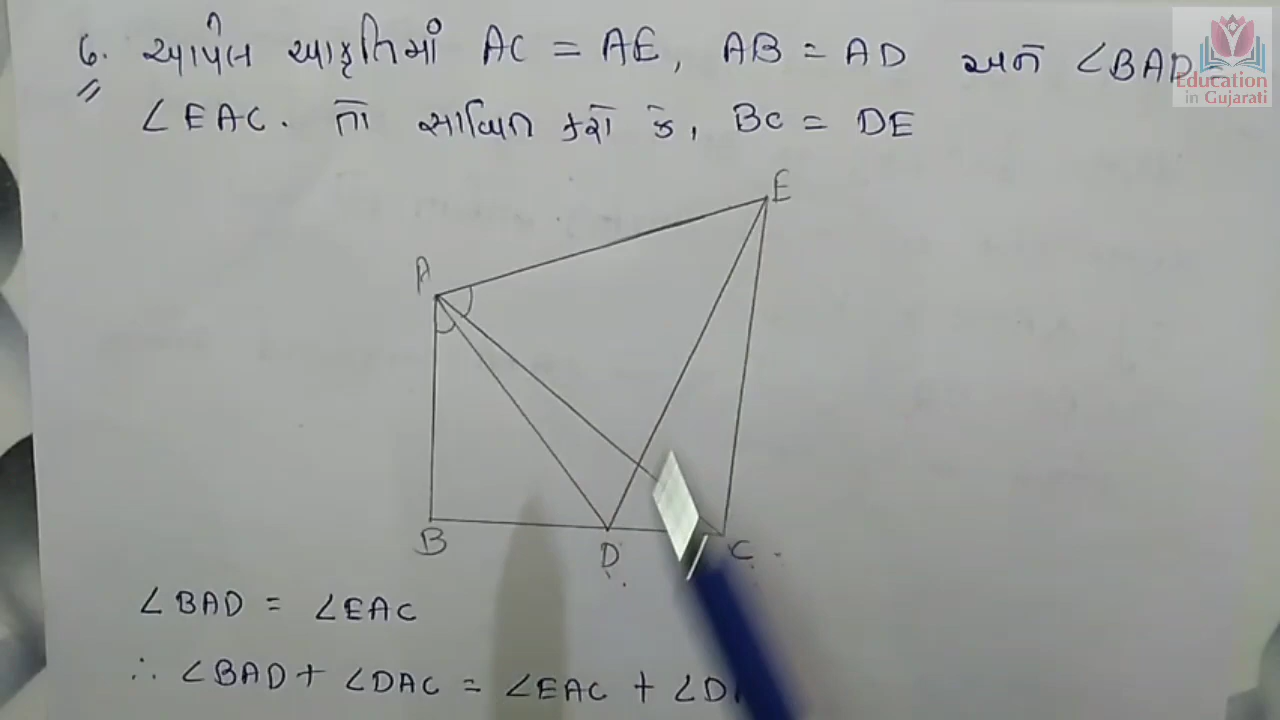 6. આપેલ આકૃતિમાં AC = AE, AB = AD અને ∠BAD =
∠EAC. તો સાબિત કરો કે, BC = DE
Education
in Gujarati
E
A
B
D
C
∠BAD = ∠EAC
∴ ∠BAD + ∠DAC = ∠EAC +